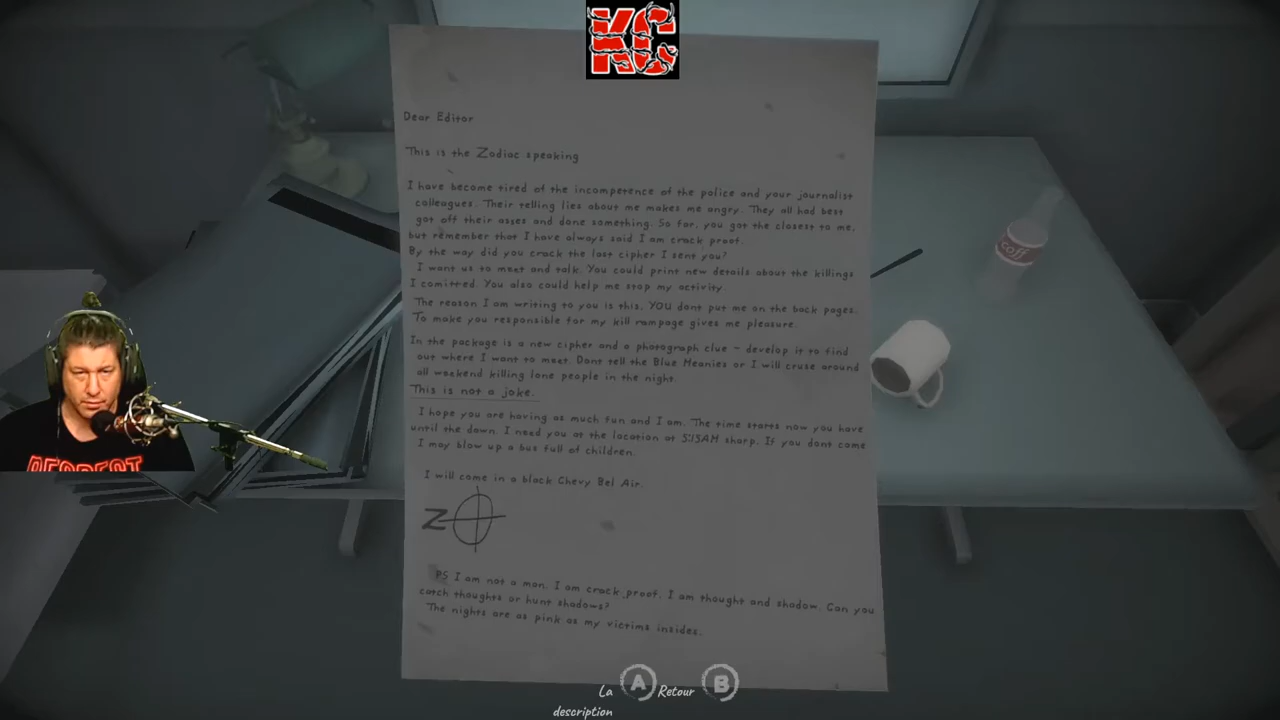 KC
Dear Editor
This is the Zodiac speaking
I have become tired of the incompetence of the police and your journalist
colleagues. Their telling lies about me makes me angry. They all had best
got off their asses and done something. So far, you got the closest to me,
but remember that I have always said I am crack proof.
By the way did you crack the last cipher I sent you?
I want us to meet and talk. You could print new details about the killings
I comitted. You also could help me stop my activity.
The reason I am writing to you is this. YOU dont put me on the back pages.
To make you responsible for my kill rampage gives me pleasure.
In the package is a new cipher and a photograph clue - develop it to find
out where I want to meet. Dont tell the Blue Meanies or I will cruse around
all weekend killing lone people in the night.
This is not a joke.
I hope you are having as much fun and I am. The time starts now you have
until the dawn. I need you at the location at 5:13AM sharp. If you dont come
I may blow up a bus full of children.
I will come in a black Chevy Bel Air.
Z
PS I am not a man. I am crack proof. I am thought and shadow. Can you
catch thoughts or hunt shadows?
The nights are as pink as my victims insides.
coff
La description
A
Retour
B